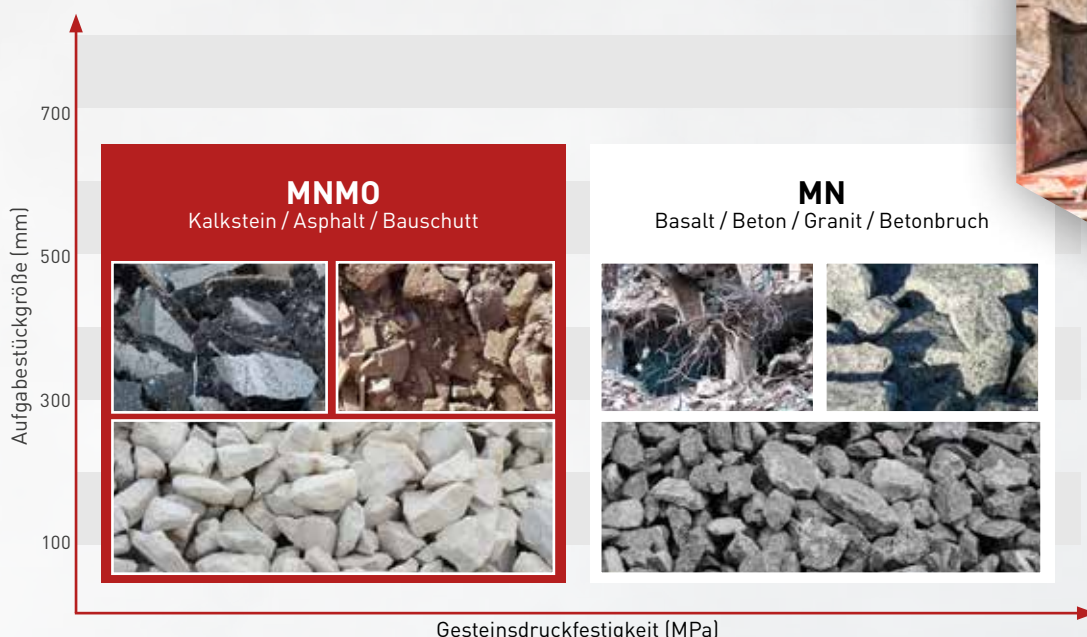 700
500
300
100
Aufgabestückgröße (mm)
MNMO
Kalkstein / Asphalt / Bauschutt
MN
Basalt / Beton / Granit / Betonbruch
Gesteinsdruckfestigkeit (MPa)